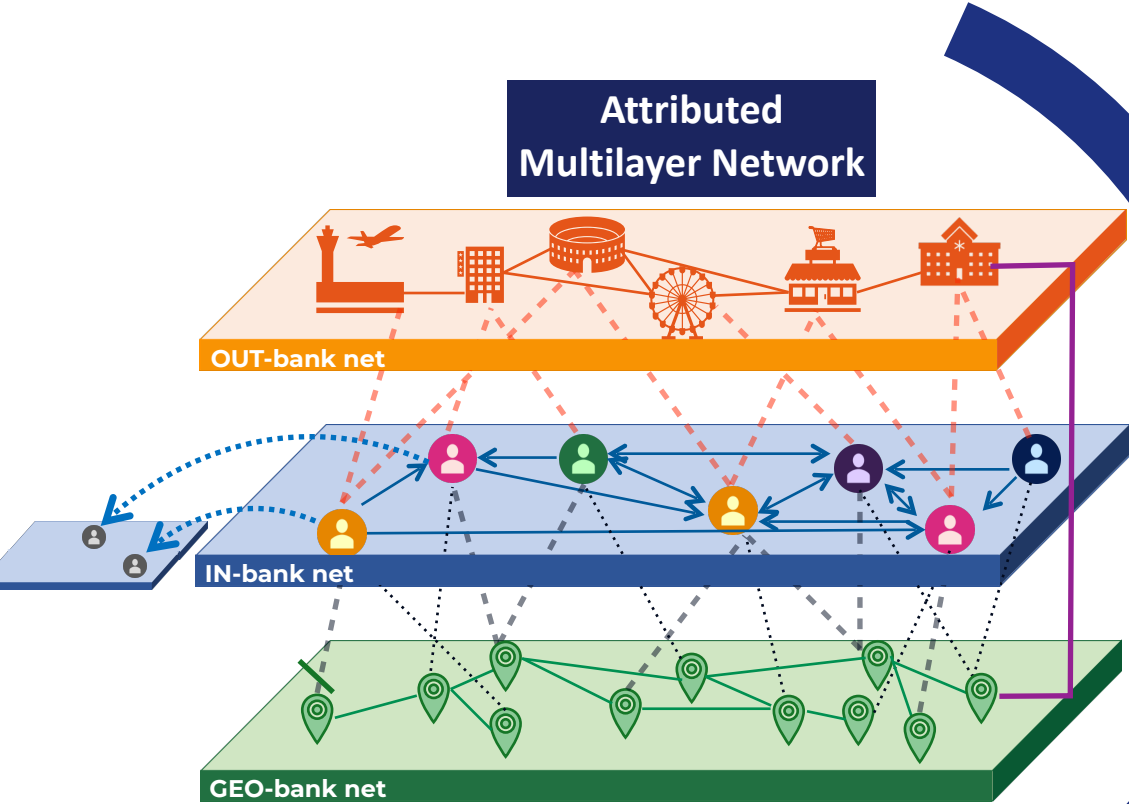 Attributed
Multilayer Network
OUT-bank net
IN-bank net
GEO-bank net